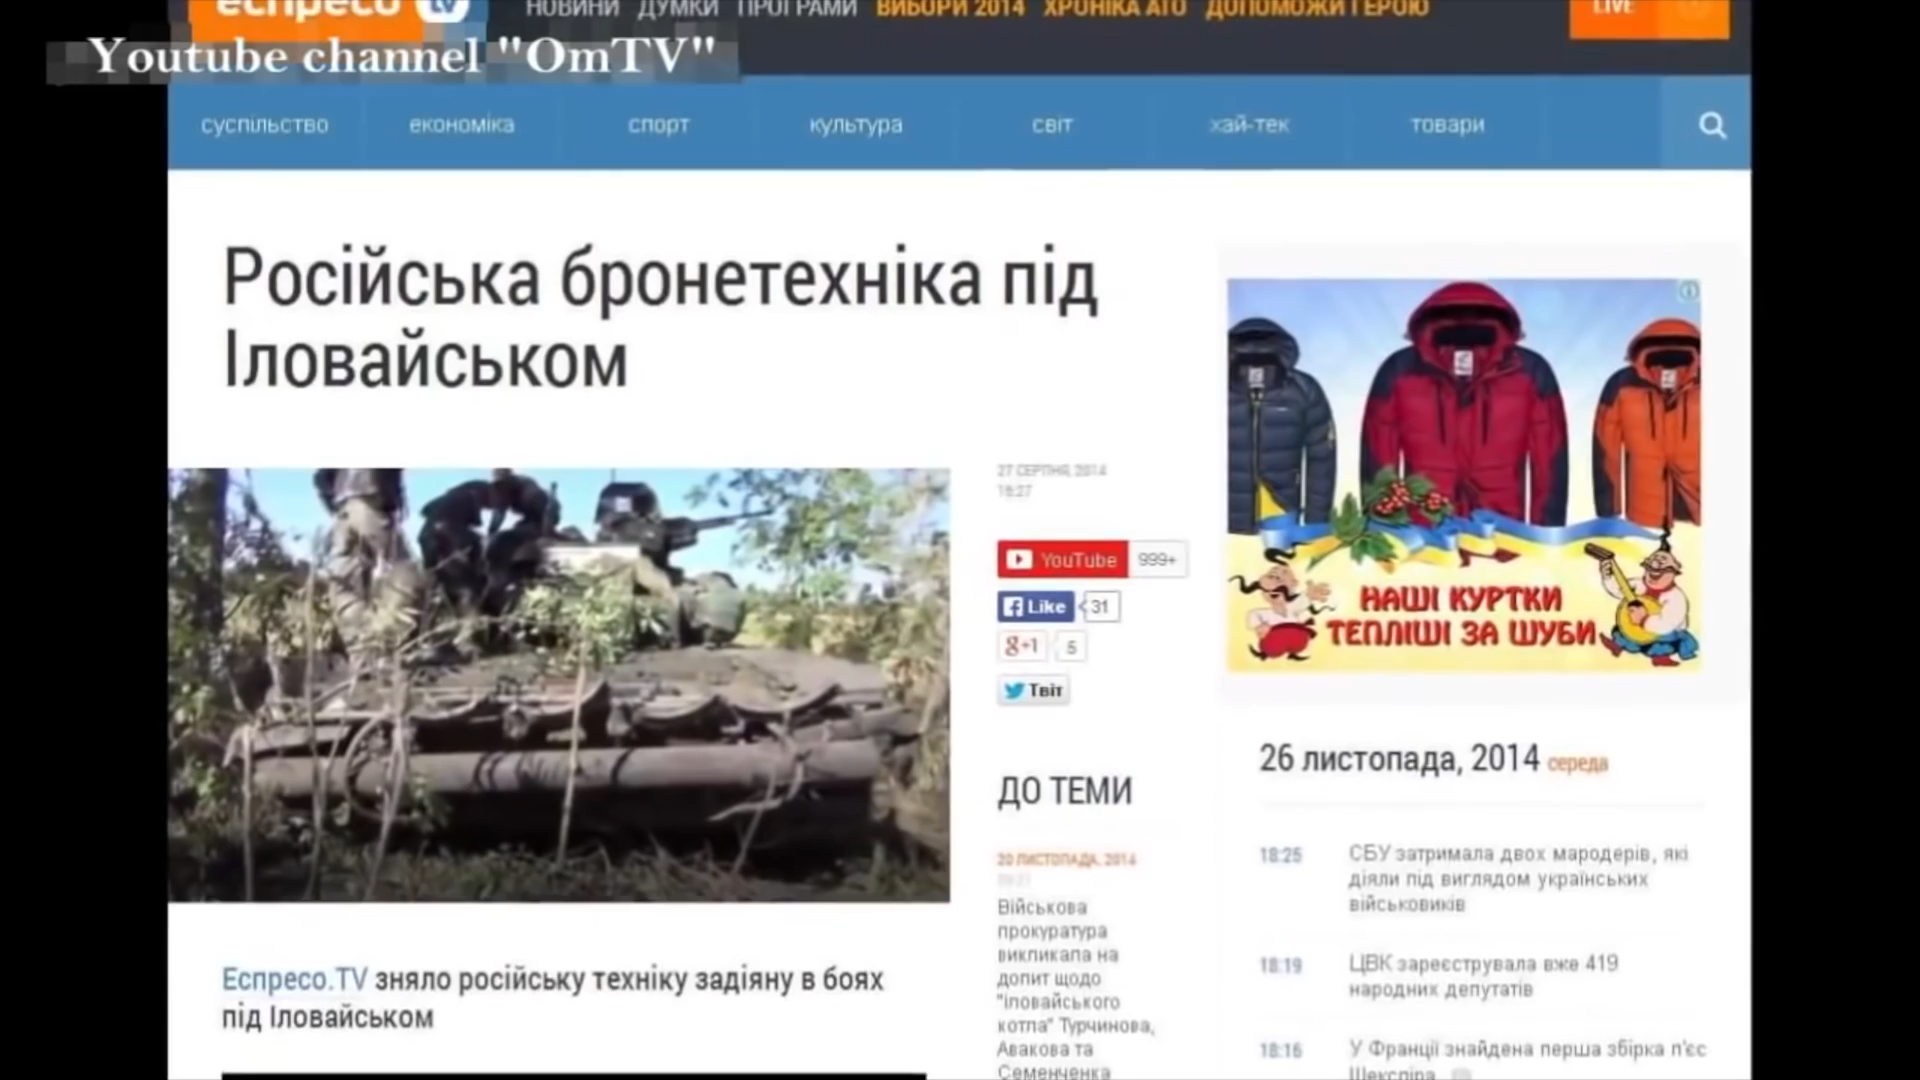 еспресо tv
НОВИНИ ДУМКИ ПРОГРАМИ ВИБОРИ 2014 ХРОНІКА АТО ДОПОМОЖИ ГЕРОЮ
LIVE
Youtube channel "OmTV"
суспільство економіка спорт культура світ хай-тек товари
Російська бронетехніка під
Іловайськом
27 СЕРПНЯ, 2014
16:27
YouTube 999+
Like 31
g+1 5
Твіт
НАШІ КУРТКИ
ТЕПЛІШІ ЗА ШУБИ
ДО ТЕМИ
20 ЛИСТОПАДА, 2014
Військова
прокуратура
викликала на
допит щодо
"іловайського
котла" Турчинова,
Авакова та
Семенченка
26 листопада, 2014 середа
18:25 СБУ затримала двох мародерів, які
діяли під виглядом українських
військовиків
18:19 ЦВК зареєструвала вже 419
народних депутатів
18:16 У Франції знайдена перша збірка п'єс
Шекспіра
Еспресо.TV зняло російську техніку задіяну в боях
під Іловайськом